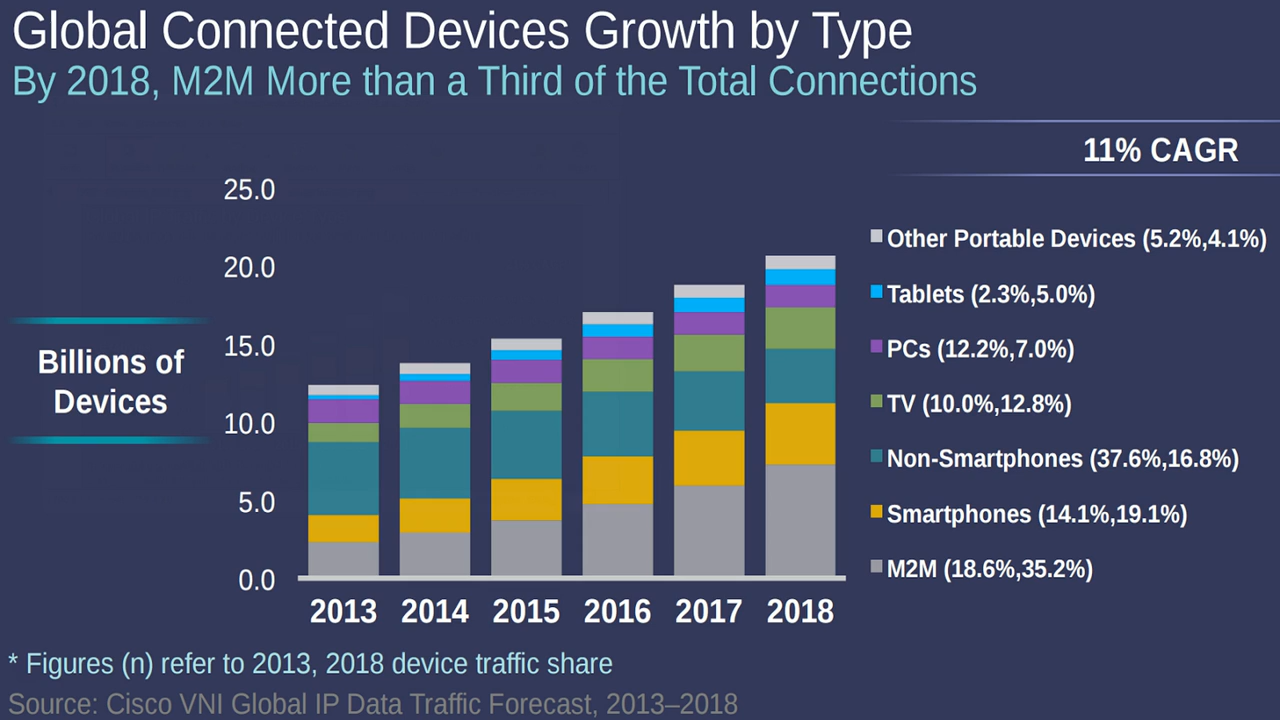 Global Connected Devices Growth by Type
By 2018, M2M More than a Third of the Total Connections
11% CAGR
25.0
20.0
15.0
10.0
5.0
0.0
Billions of
Devices
Other Portable Devices (5.2%,4.1%)
Tablets (2.3%,5.0%)
PCs (12.2%,7.0%)
TV (10.0%,12.8%)
Non-Smartphones (37.6%,16.8%)
Smartphones (14.1%,19.1%)
M2M (18.6%,35.2%)
2013 2014 2015 2016 2017 2018
* Figures (n) refer to 2013, 2018 device traffic share
Source: Cisco VNI Global IP Data Traffic Forecast, 2013–2018